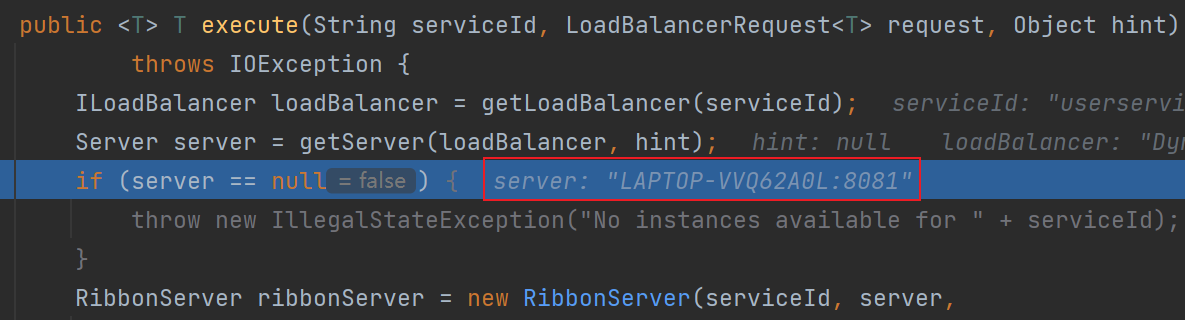 public <T> T execute(String serviceId, LoadBalancerRequest<T> request, Object hint)
throws IOException {
ILoadBalancer loadBalancer = getLoadBalancer(serviceId); serviceId: "userservi
Server server = getServer(loadBalancer, hint); hint: null loadBalancer: "Dyn
if (server == null = false ) { server: "LAPTOP-VVQ62A0L:8081"
throw new IllegalStateException("No instances available for " + serviceId);
}
RibbonServer ribbonServer = new RibbonServer(serviceId, server,